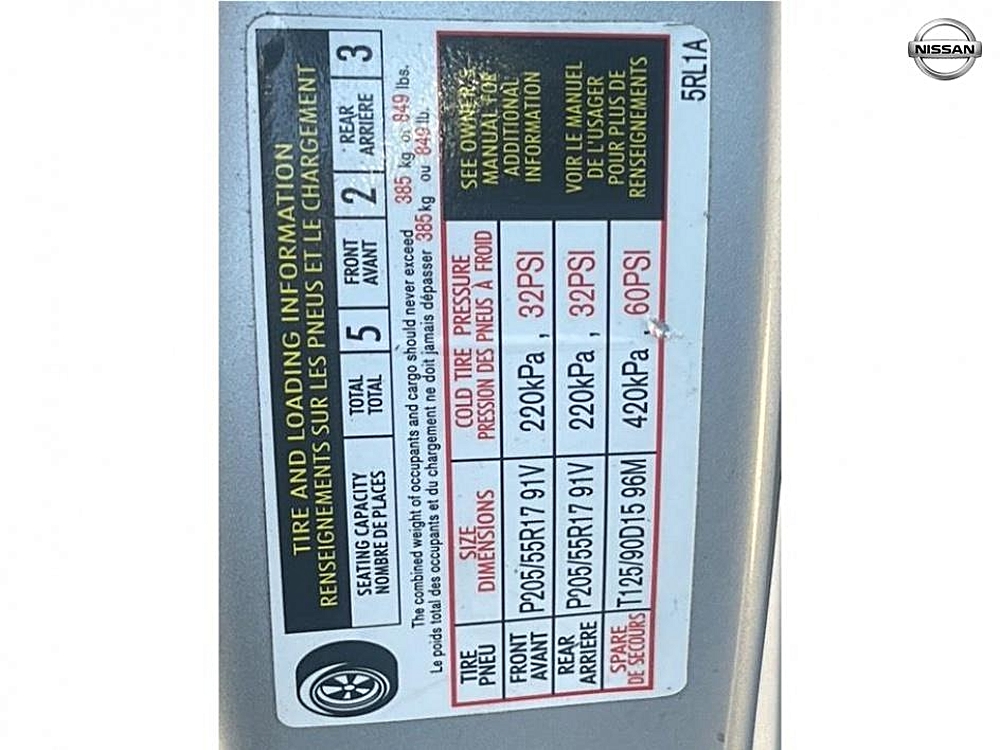 NISSAN
TIRE AND LOADING INFORMATION
RENSEIGNEMENTS SUR LES PNEUS ET LE CHARGEMENT
SEATING CAPACITY TOTAL 5 FRONT 2 REAR 3
NOMBRE DE PLACES TOTAL AVANT ARRIÈRE
The combined weight of occupants and cargo should never exceed 385 kg or 849 lbs.
Le poids total des occupants et du chargement ne doit jamais dépasser 385 kg ou 849 lb.
TIRE SIZE COLD TIRE PRESSURE
PNEU DIMENSIONS PRESSION DES PNEUS À FROID
FRONT P205/55R17 91V 220kPa , 32PSI
AVANT
REAR P205/55R17 91V 220kPa , 32PSI
ARRIERE
SPARE T125/90D15 96M 420kPa , 60PSI
DE SECOURS
SEE OWNER'S
MANUAL FOR
ADDITIONAL
INFORMATION
VOIR LE MANUEL
DE L'USAGER
POUR PLUS DE
RENSEIGNEMENTS
5RL1A